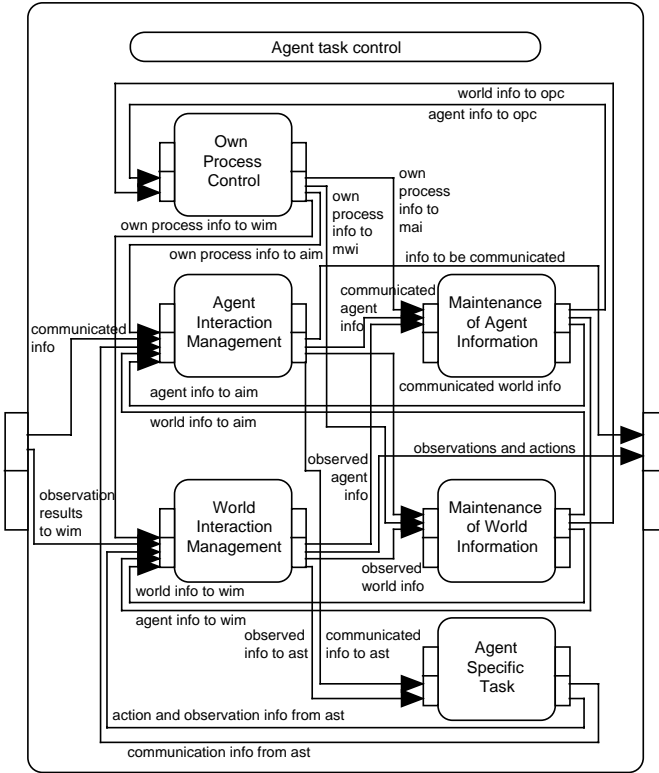 Agent task control
world info to opc
agent info to opc
Own
Process
Control
own
process
info to
mai
own
process
info to
mwi
own process info to wim
own process info to aim
info to be communicated
Agent
Interaction
Management
communicated
agent
info
Maintenance
of Agent
Information
communicated
info
agent info to aim
communicated world info
world info to aim
observations and actions
observed
agent
info
observation
results
to wim
World
Interaction
Management
Maintenance
of World
Information
observed
world info
world info to wim
agent info to wim
observed
info to ast
communicated
info to ast
Agent
Specific
Task
action and observation info from ast
communication info from ast